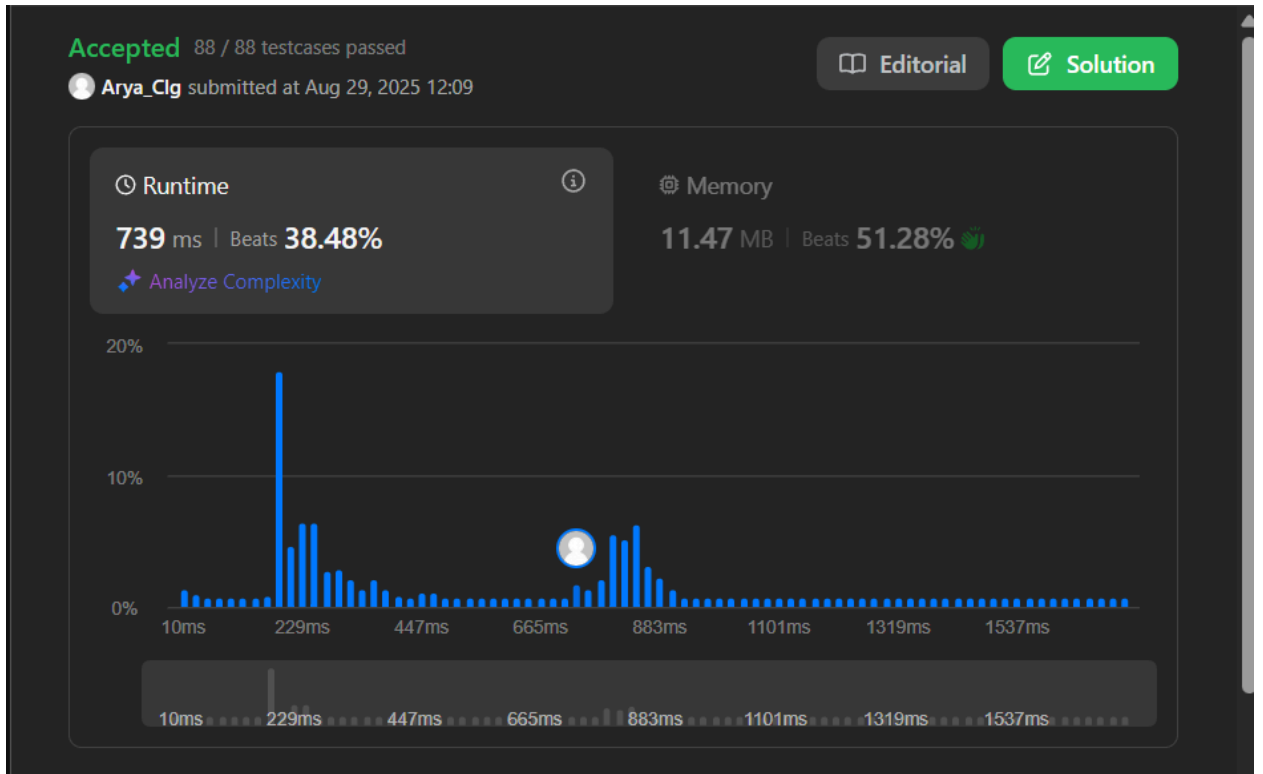 Accepted 88 / 88 testcases passed
Arya_Clg submitted at Aug 29, 2025 12:09
Editorial
Solution
Runtime
739 ms | Beats 38.48%
Analyze Complexity
Memory
11.47 MB | Beats 51.28%
20%
10%
0%
10ms 229ms 447ms 665ms 883ms 1101ms 1319ms 1537ms
10ms 229ms 447ms 665ms 883ms 1101ms 1319ms 1537ms